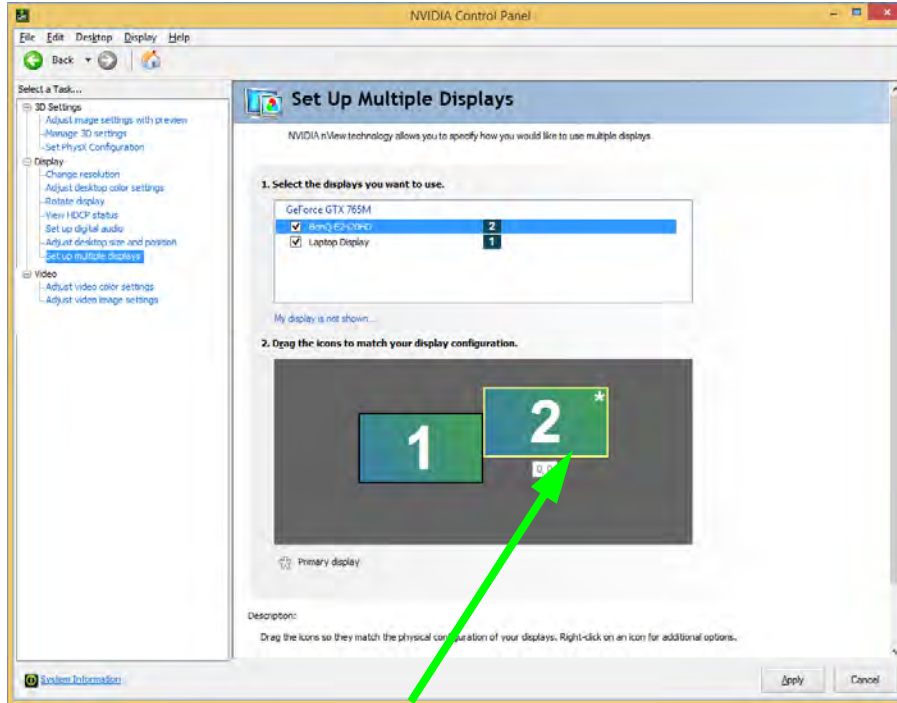 NVIDIA Control Panel
File Edit Desktop Display Help
Back
Select a Task...
3D Settings
Adjust image settings with preview
Manage 3D settings
Set PhysX Configuration
Display
Change resolution
Adjust desktop color settings
Rotate display
View HDCP status
Set up digital audio
Adjust desktop size and position
Set up multiple displays
Video
Adjust video color settings
Adjust video image settings
Set Up Multiple Displays
NVIDIA nView technology allows you to specify how you would like to use multiple displays.
1. Select the displays you want to use.
GeForce GTX 765M
BenQ 2
Laptop Display 1
My display is not shown...
2. Drag the icons to match your display configuration.
1
2
*
0, 0
Primary display
Description:
Drag the icons so they match the physical configuration of your displays. Right-click on an icon for additional options.
System Information
Apply Cancel